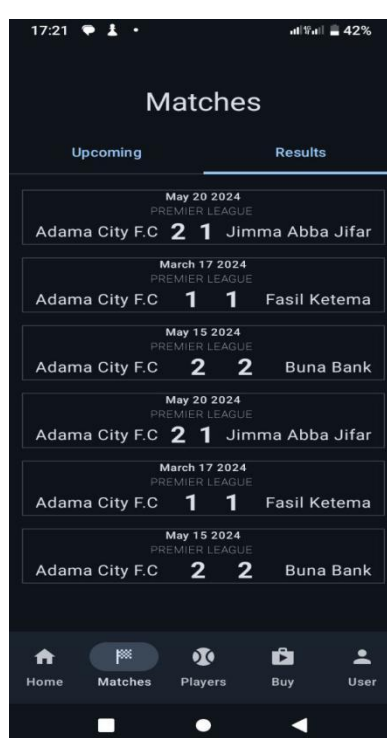 17:21 42%
Matches
Upcoming Results
May 20 2024
PREMIER LEAGUE
Adama City F.C 2 1 Jimma Abba Jifar
March 17 2024
PREMIER LEAGUE
Adama City F.C 1 1 Fasil Ketema
May 15 2024
PREMIER LEAGUE
Adama City F.C 2 2 Buna Bank
May 20 2024
PREMIER LEAGUE
Adama City F.C 2 1 Jimma Abba Jifar
March 17 2024
PREMIER LEAGUE
Adama City F.C 1 1 Fasil Ketema
May 15 2024
PREMIER LEAGUE
Adama City F.C 2 2 Buna Bank
Home Matches Players Buy User